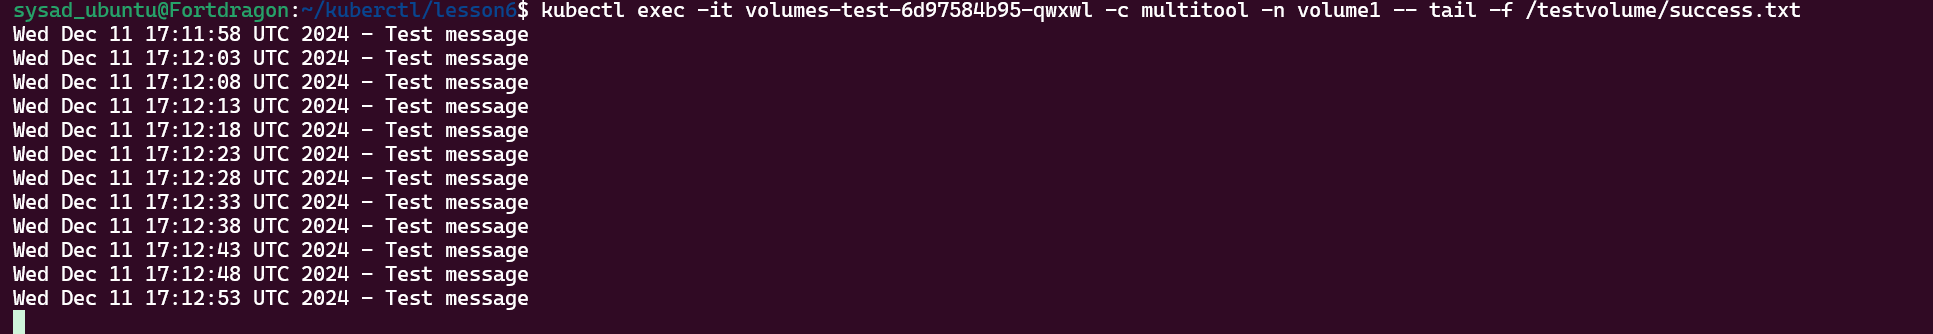 sysad_ubuntu@Fortdragon:~/kuberctl/lesson6$ kubectl exec -it volumes-test-6d97584b95-qwxwl -c multitool -n volume1 -- tail -f /testvolume/success.txt
Wed Dec 11 17:11:58 UTC 2024 - Test message
Wed Dec 11 17:12:03 UTC 2024 - Test message
Wed Dec 11 17:12:08 UTC 2024 - Test message
Wed Dec 11 17:12:13 UTC 2024 - Test message
Wed Dec 11 17:12:18 UTC 2024 - Test message
Wed Dec 11 17:12:23 UTC 2024 - Test message
Wed Dec 11 17:12:28 UTC 2024 - Test message
Wed Dec 11 17:12:33 UTC 2024 - Test message
Wed Dec 11 17:12:38 UTC 2024 - Test message
Wed Dec 11 17:12:43 UTC 2024 - Test message
Wed Dec 11 17:12:48 UTC 2024 - Test message
Wed Dec 11 17:12:53 UTC 2024 - Test message